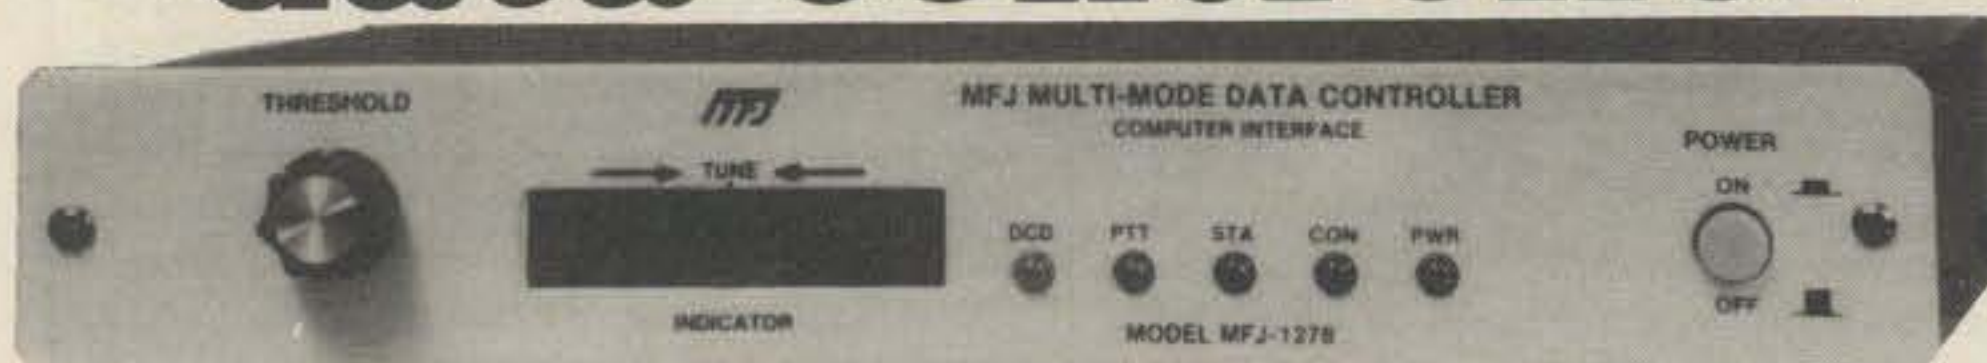 THRESHOLD
MFJ
MFJ MULTI-MODE DATA CONTROLLER
COMPUTER INTERFACE
TUNE
POWER
ON
DCD PTT STA CON PWR
OFF
INDICATOR
MODEL MFJ-1278